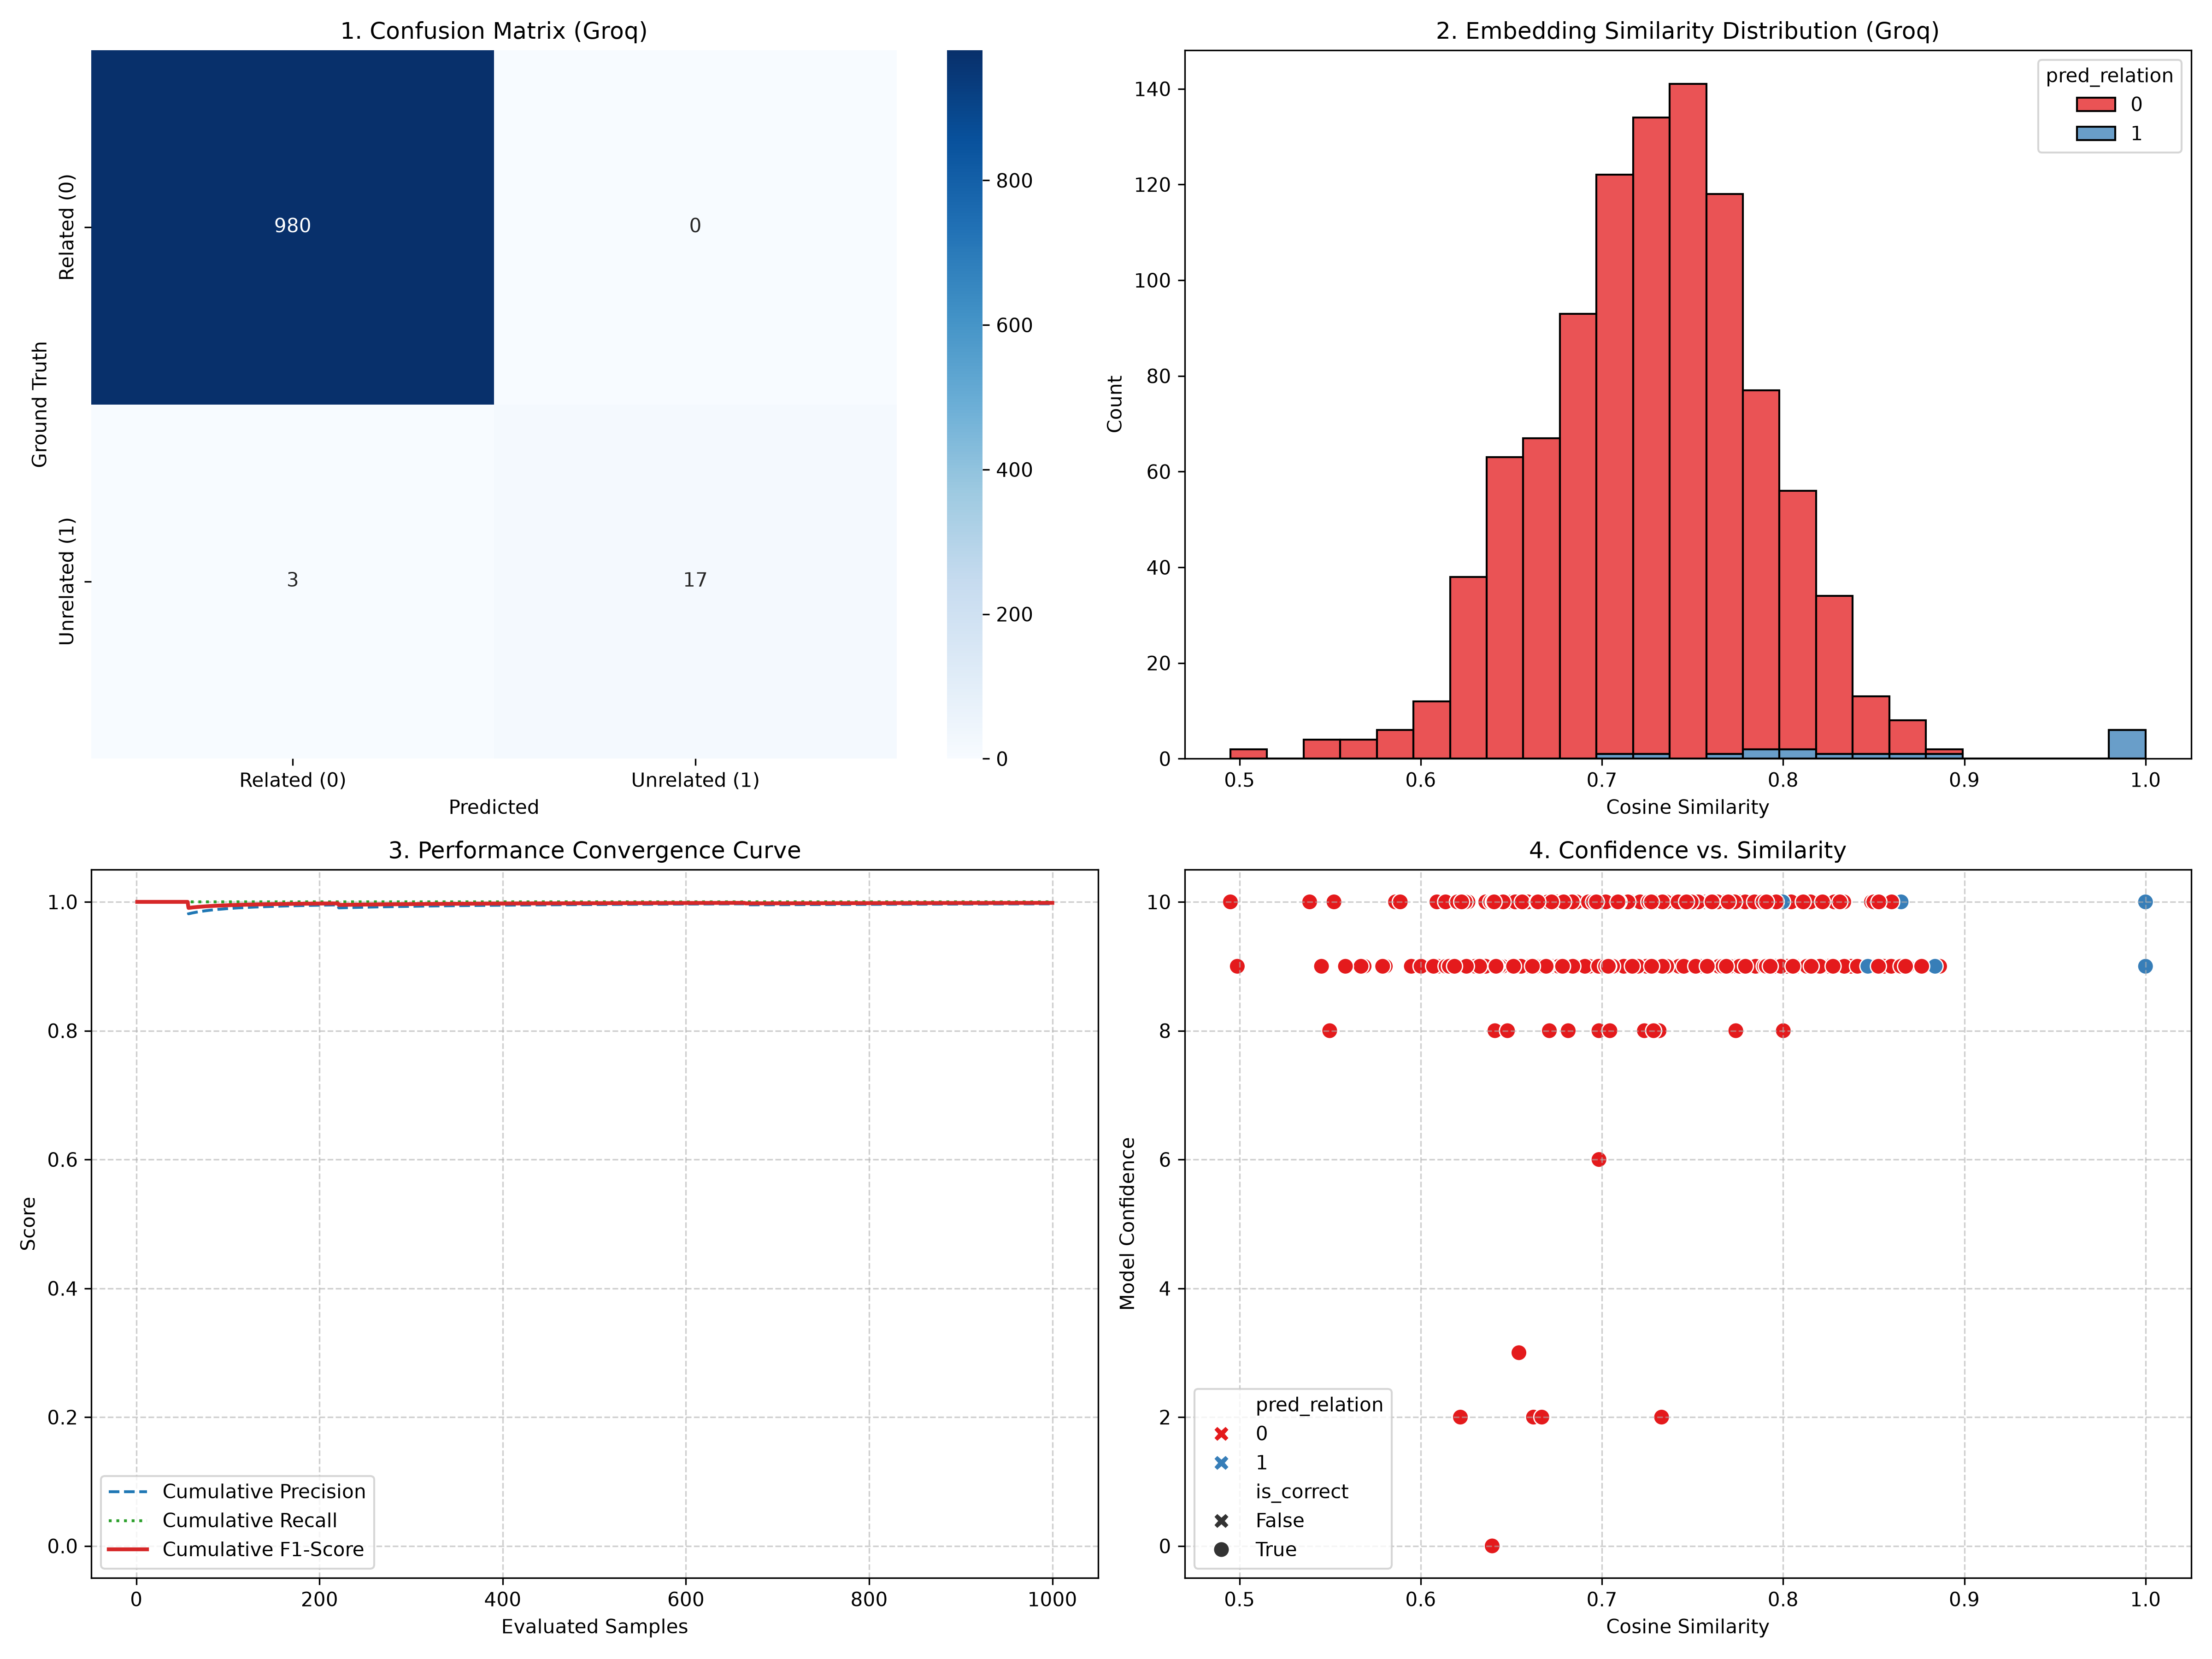 1. Confusion Matrix (Groq)
Ground Truth
Related (0)
Unrelated (1)
980
0
3
17
Related (0)
Unrelated (1)
Predicted
800
600
400
200
0
2. Embedding Similarity Distribution (Groq)
Count
140
120
100
80
60
40
20
0
pred_relation
0
1
0.5
0.6
0.7
0.8
0.9
1.0
Cosine Similarity
3. Performance Convergence Curve
Score
1.0
0.8
0.6
0.4
0.2
0.0
Cumulative Precision
Cumulative Recall
Cumulative F1-Score
0
200
400
600
800
1000
Evaluated Samples
4. Confidence vs. Similarity
Model Confidence
10
8
6
4
2
0
pred_relation
0
1
is_correct
False
True
0.5
0.6
0.7
0.8
0.9
1.0
Cosine Similarity